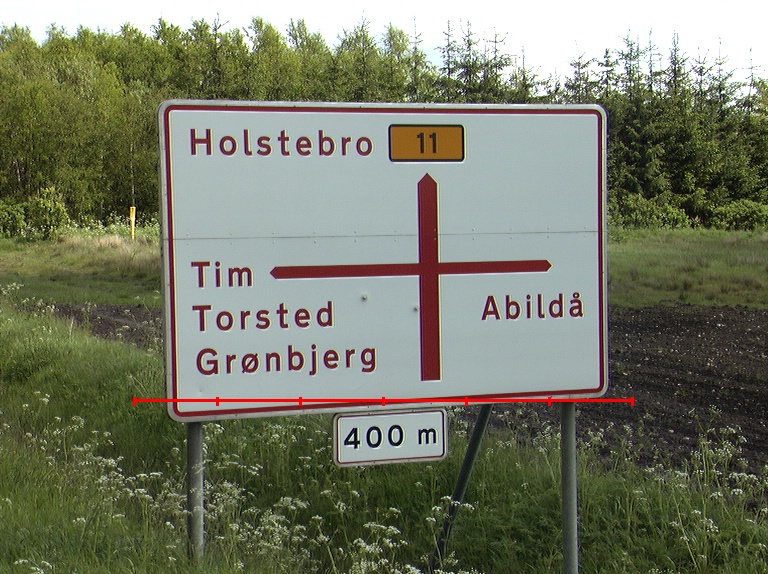 Holstebro 11
Tim
Torsted
Abildå
Grønbjerg
400 m